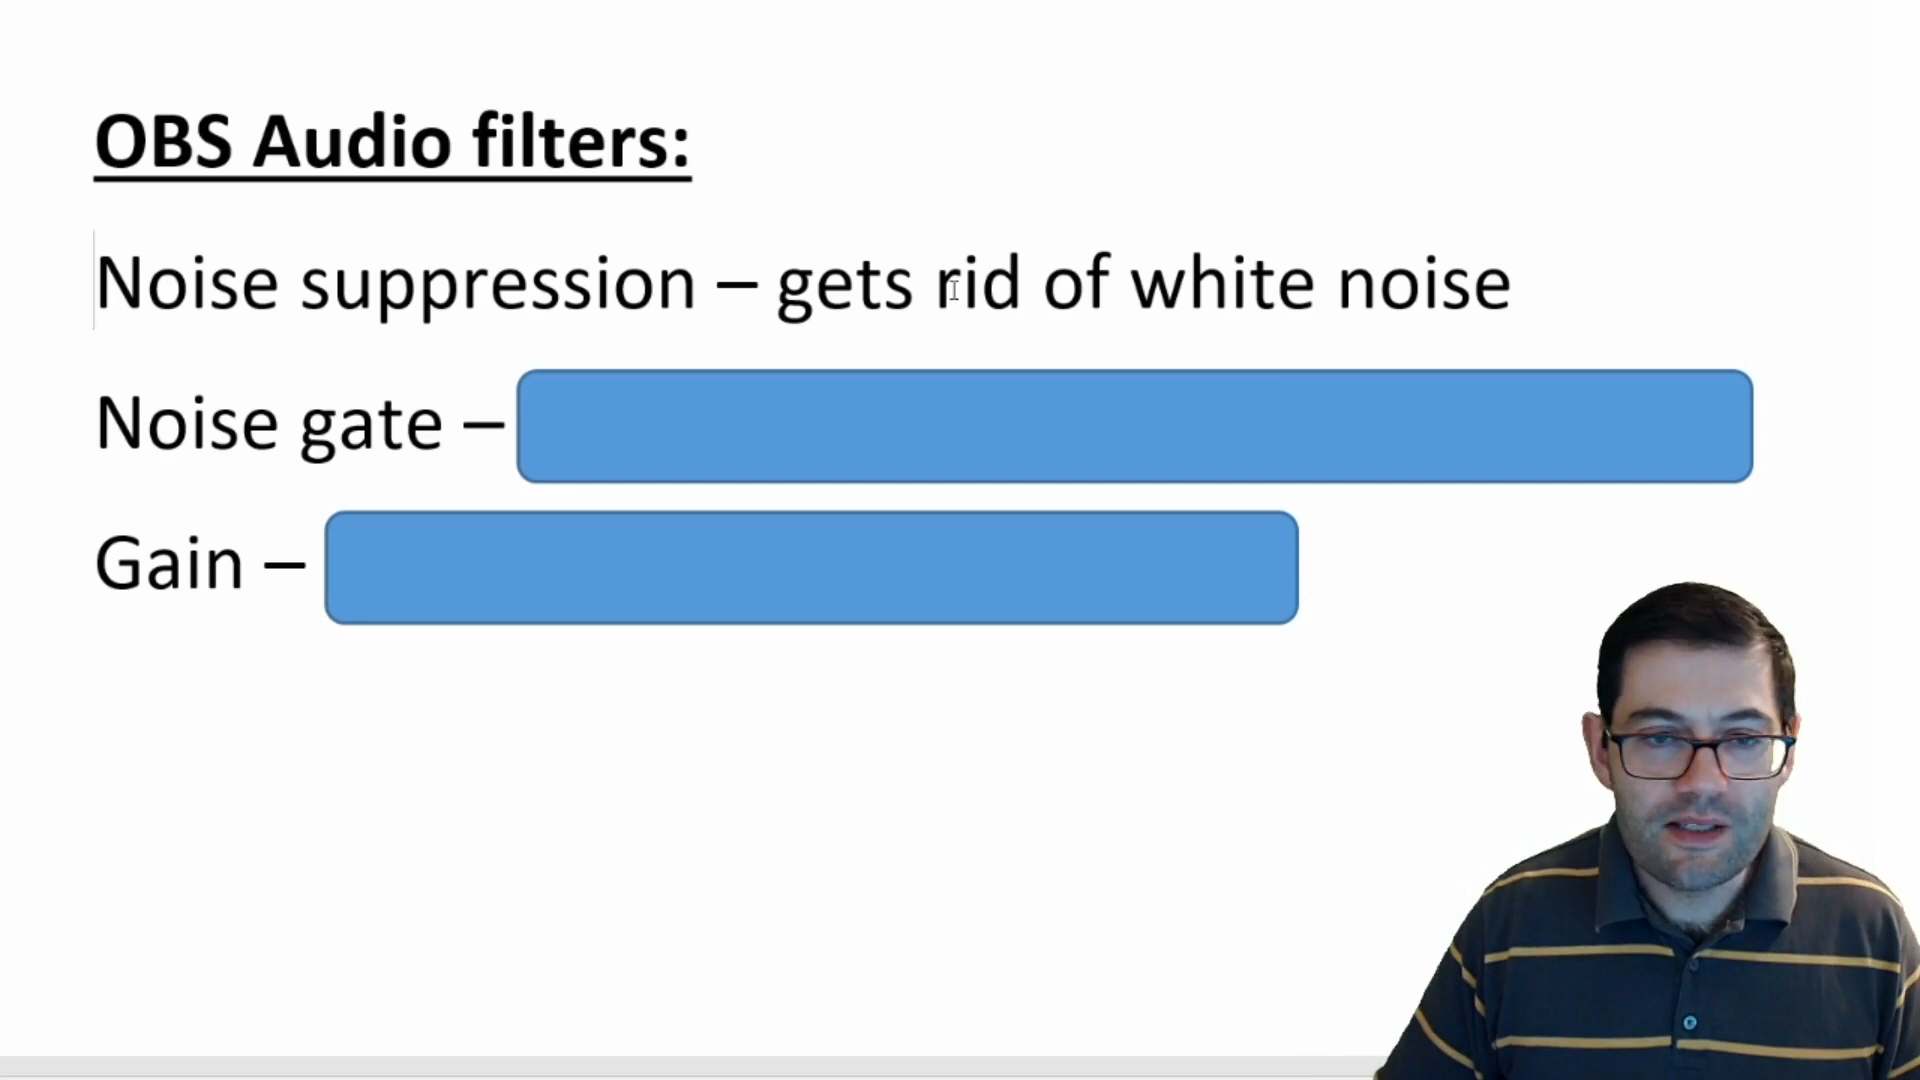 OBS Audio filters:
Noise suppression – gets rid of white noise
Noise gate –
Gain –